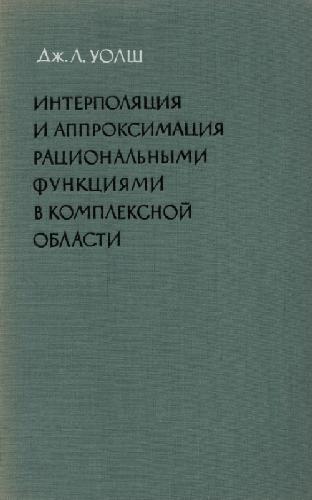 Дж. Л. УОЛШ
ИНТЕРПОЛЯЦИЯ
И АППРОКСИМАЦИЯ
РАЦИОНАЛЬНЫМИ
ФУНКЦИЯМИ
В КОМПЛЕКСНОЙ
ОБЛАСТИ